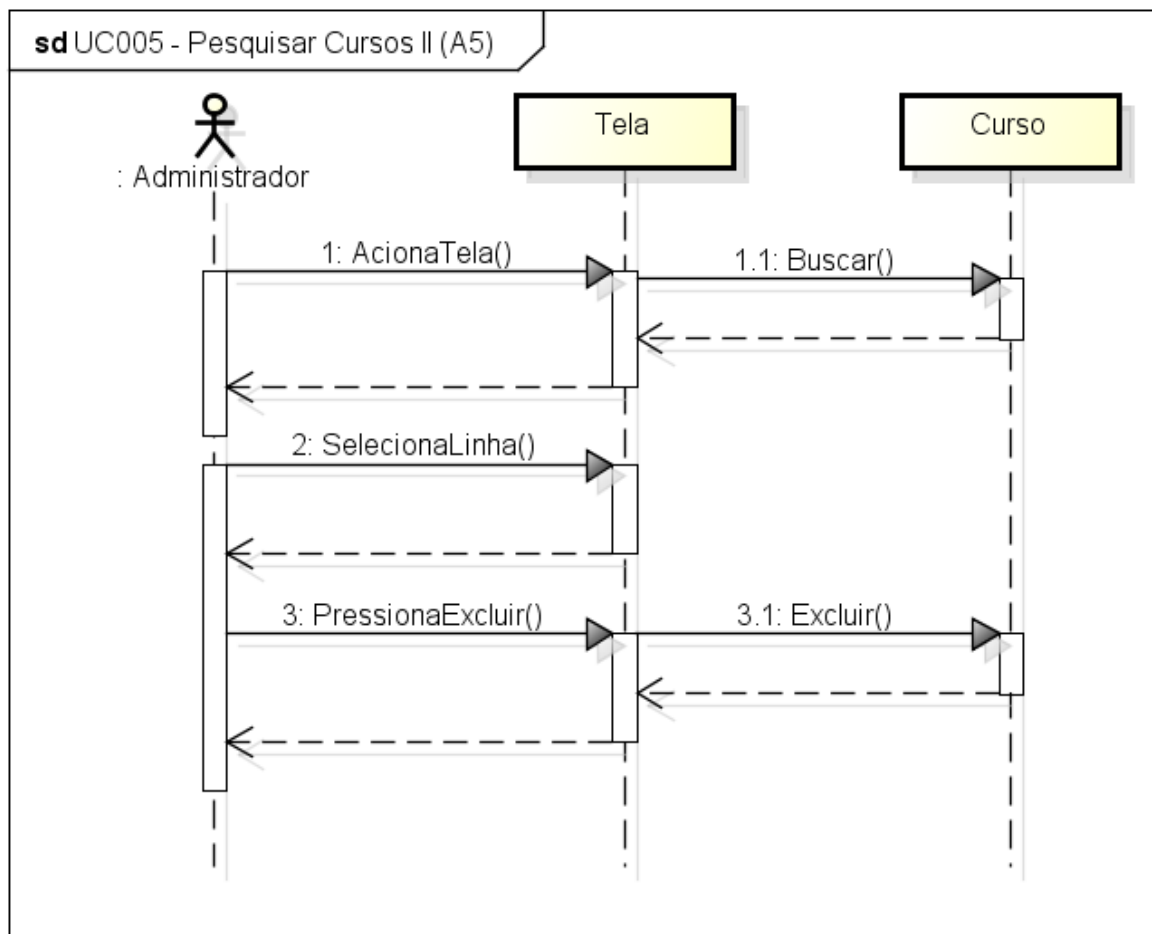 sd UC005 - Pesquisar Cursos II (A5)
Tela
Curso
: Administrador
1: AcionaTela()
1.1: Buscar()
2: SelecionaLinha()
3: PressionaExcluir()
3.1: Excluir()